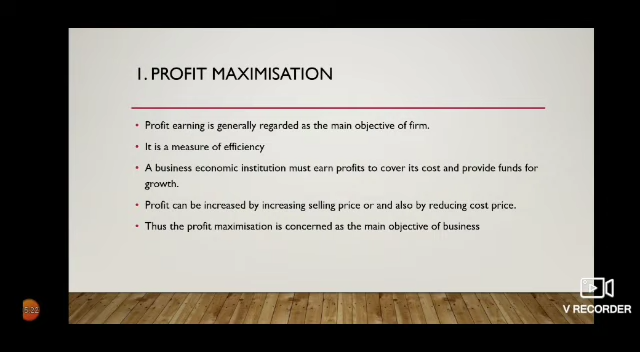 1. PROFIT MAXIMISATION
• Profit earning is generally regarded as the main objective of firm.
• It is a measure of efficiency
• A business economic institution must earn profits to cover its cost and provide funds for
growth.
• Profit can be increased by increasing selling price or and also by reducing cost price.
• Thus the profit maximisation is concerned as the main objective of business
5:22
V RECORDER